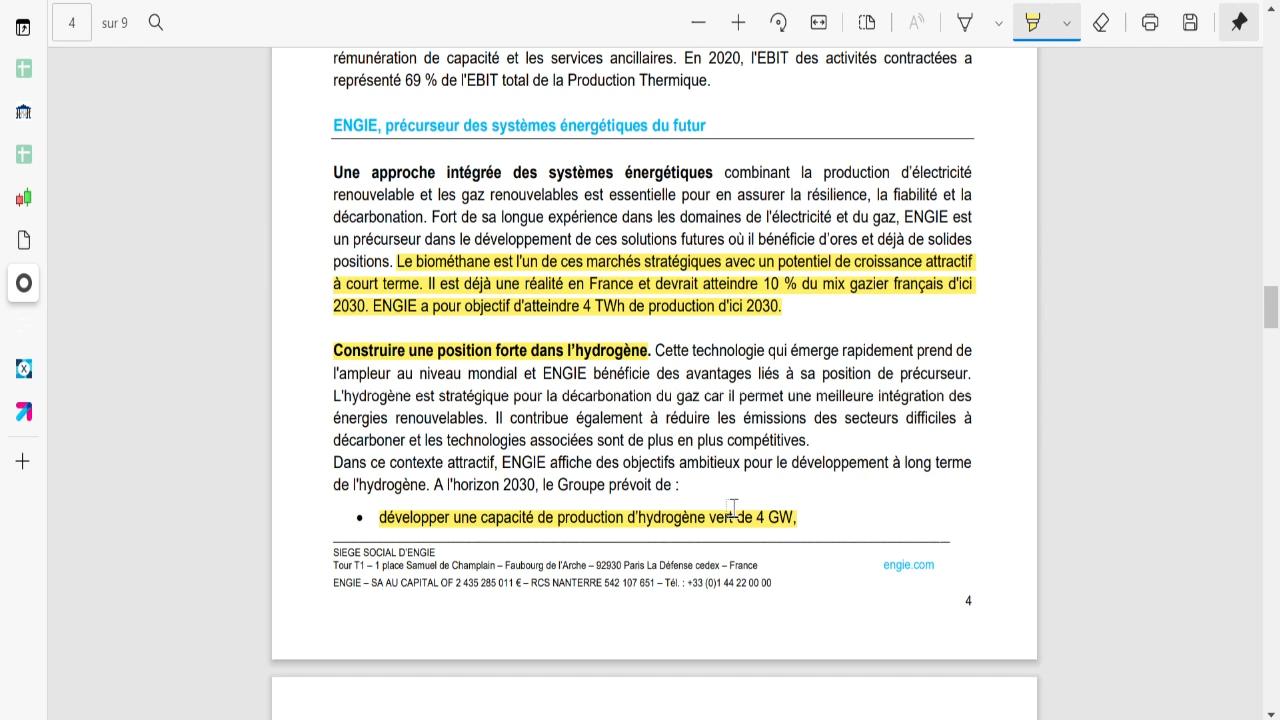 4
sur 9
rémunération de capacité et les services ancillaires. En 2020, l'EBIT des activités contractées a
représenté 69 % de l'EBIT total de la Production Thermique.
ENGIE, précurseur des systèmes énergétiques du futur
Une approche intégrée des systèmes énergétiques combinant la production d'électricité
renouvelable et les gaz renouvelables est essentielle pour en assurer la résilience, la fiabilité et la
décarbonation. Fort de sa longue expérience dans les domaines de l'électricité et du gaz, ENGIE est
un précurseur dans le développement de ces solutions futures où il bénéficie d'ores et déjà de solides
positions. Le biométhane est l'un de ces marchés stratégiques avec un potentiel de croissance attractif
à court terme. Il est déjà une réalité en France et devrait atteindre 10 % du mix gazier français d'ici
2030. ENGIE a pour objectif d'atteindre 4 TWh de production d'ici 2030.
Construire une position forte dans l'hydrogène. Cette technologie qui émerge rapidement prend de
l'ampleur au niveau mondial et ENGIE bénéficie des avantages liés à sa position de précurseur.
L'hydrogène est stratégique pour la décarbonation du gaz car il permet une meilleure intégration des
énergies renouvelables. Il contribue également à réduire les émissions des secteurs difficiles à
décarboner et les technologies associées sont de plus en plus compétitives.
Dans ce contexte attractif, ENGIE affiche des objectifs ambitieux pour le développement à long terme
de l'hydrogène. A l'horizon 2030, le Groupe prévoit de :
• développer une capacité de production d'hydrogène vert de 4 GW,
SIEGE SOCIAL D'ENGIE
Tour T1 – 1 place Samuel de Champlain – Faubourg de l'Arche – 92930 Paris La Défense cedex – France
engie.com
ENGIE – SA AU CAPITAL OF 2 435 285 011 € – RCS NANTERRE 542 107 651 – Tél. : +33 (0)1 44 22 00 00
4